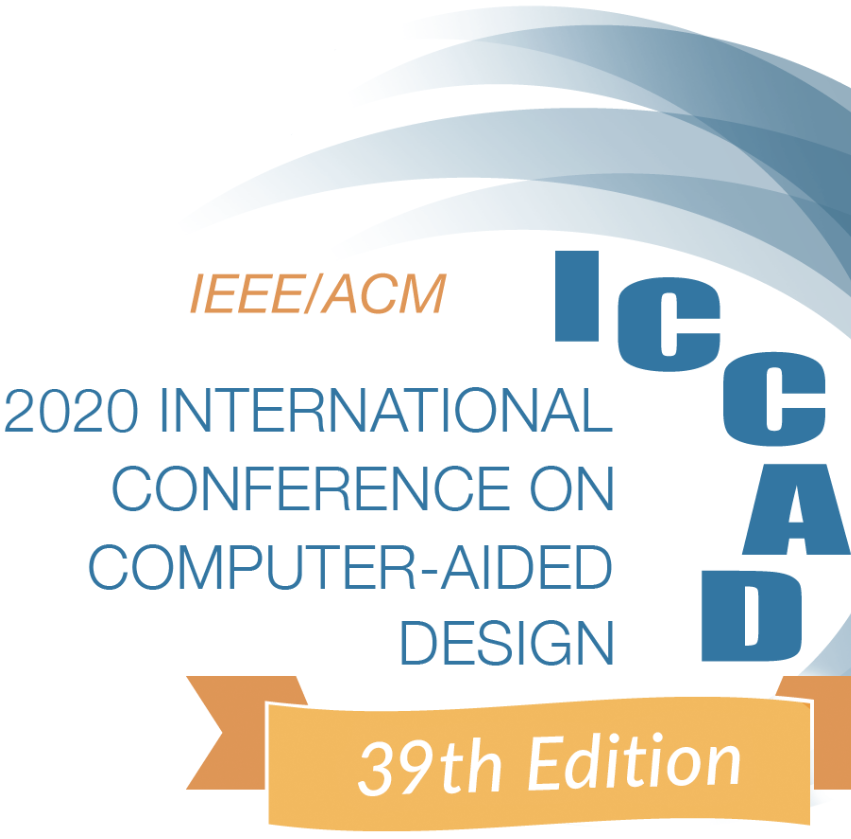 IEEE/ACM
ICCAD
2020 INTERNATIONAL
CONFERENCE ON
COMPUTER-AIDED
DESIGN
39th Edition